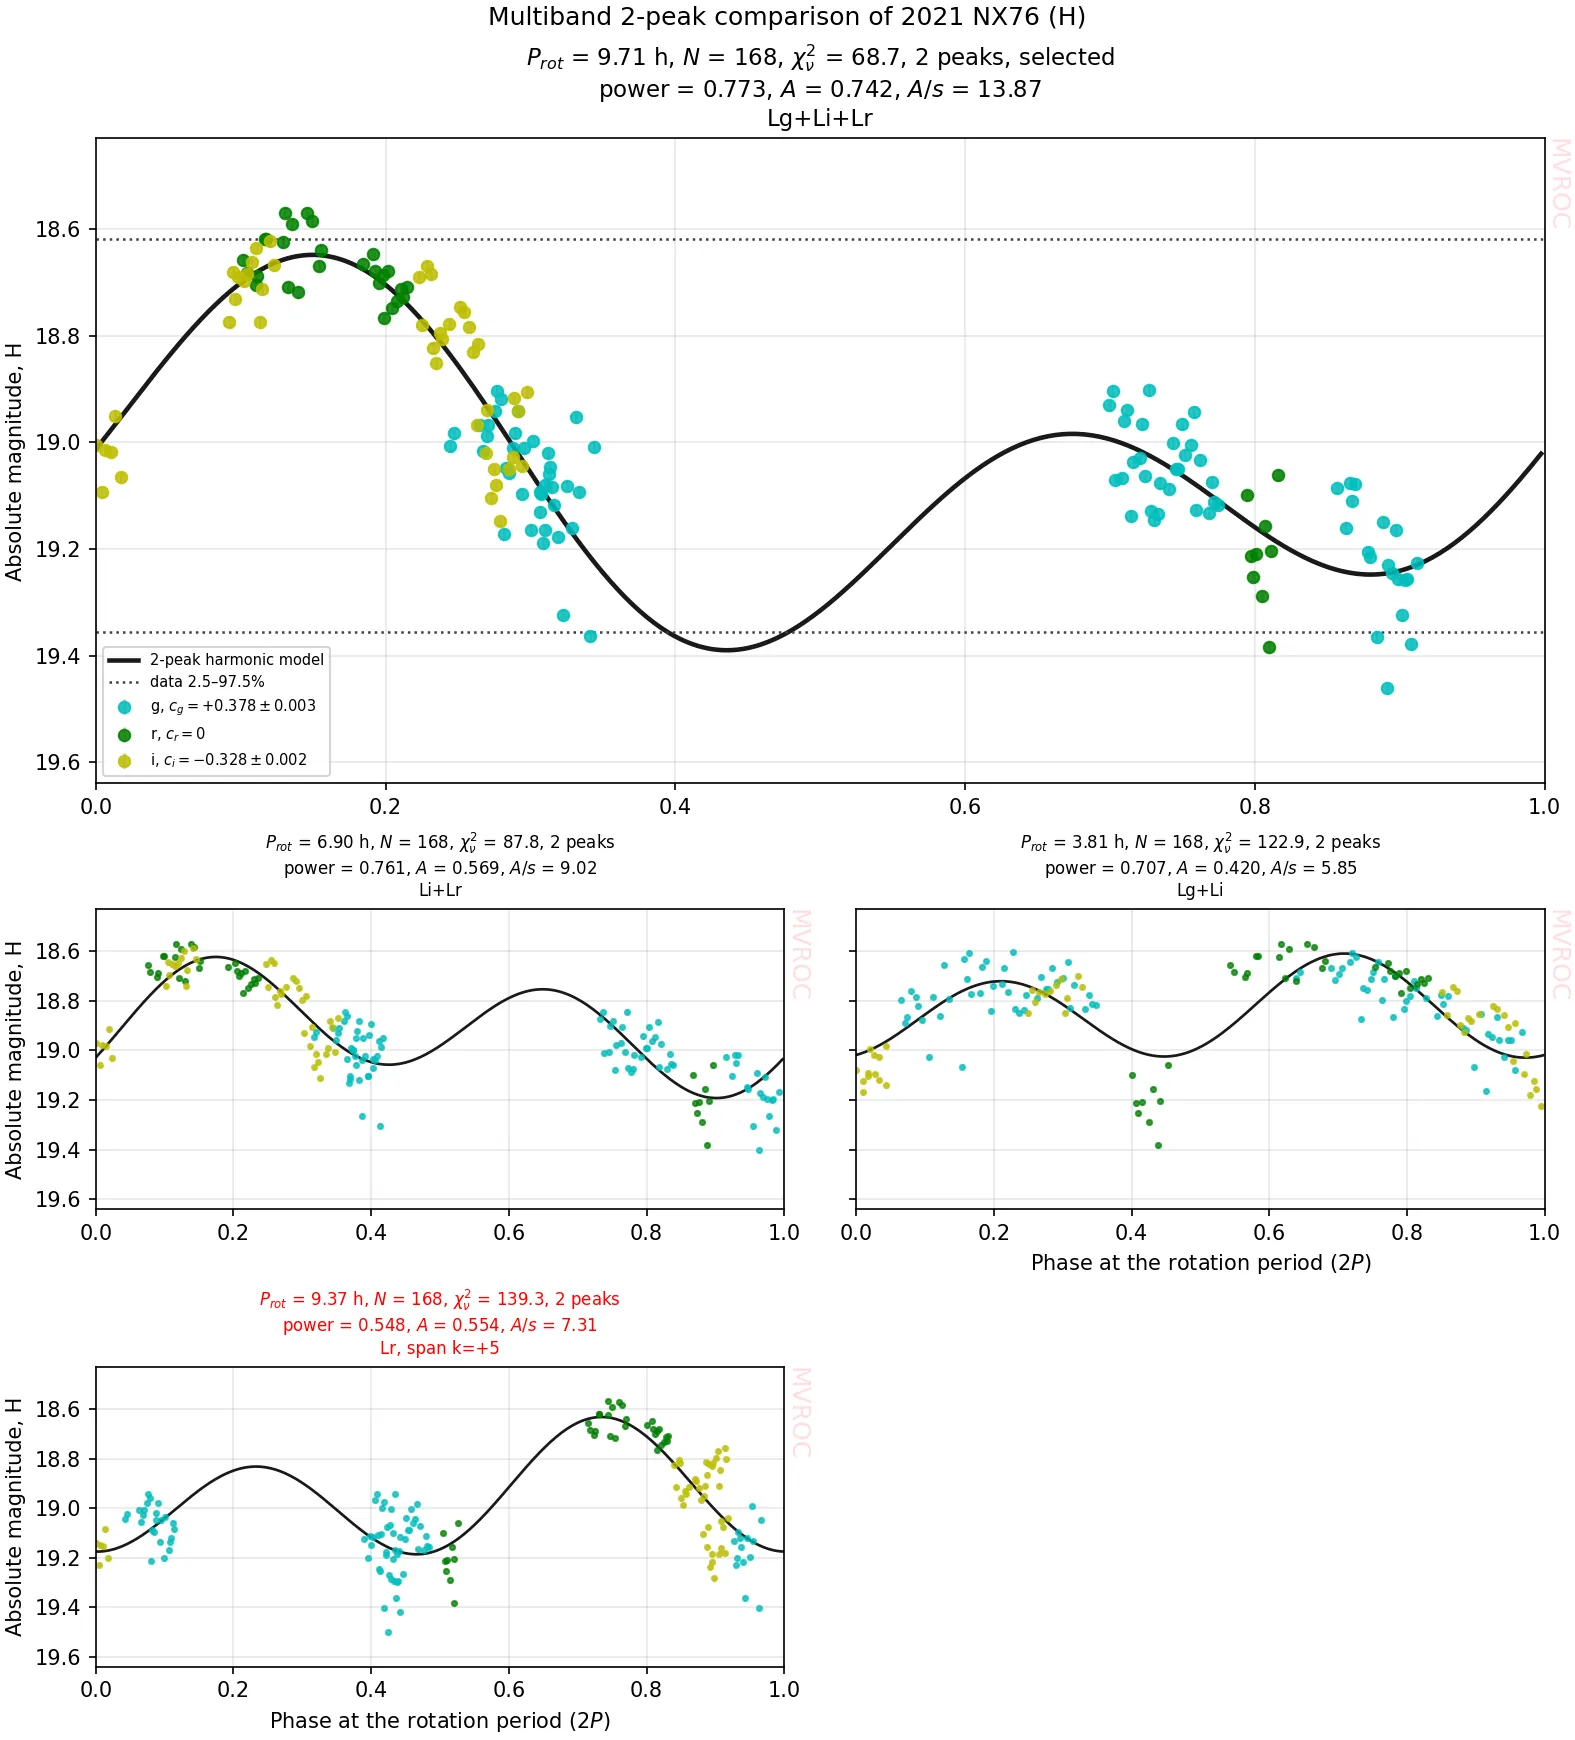 Multiband 2-peak comparison of 2021 NX76 (H)
P_rot = 9.71 h, N = 168, χ²_ν = 68.7, 2 peaks, selected
power = 0.773, A = 0.742, A/s = 13.87
Lg+Li+Lr
MVROC
18.6
18.8
19.0
19.2
19.4
19.6
Absolute magnitude, H
2-peak harmonic model
data 2.5–97.5%
g, c_g = +0.378 ± 0.003
r, c_r = 0
i, c_i = −0.328 ± 0.002
0.0 0.2 0.4 0.6 0.8 1.0
P_rot = 6.90 h, N = 168, χ²_ν = 87.8, 2 peaks
power = 0.761, A = 0.569, A/s = 9.02
Li+Lr
MVROC
18.6
18.8
19.0
19.2
19.4
19.6
Absolute magnitude, H
0.0 0.2 0.4 0.6 0.8 1.0
P_rot = 3.81 h, N = 168, χ²_ν = 122.9, 2 peaks
power = 0.707, A = 0.420, A/s = 5.85
Lg+Li
MVROC
0.0 0.2 0.4 0.6 0.8 1.0
Phase at the rotation period (2P)
P_rot = 9.37 h, N = 168, χ²_ν = 139.3, 2 peaks
power = 0.548, A = 0.554, A/s = 7.31
Lr, span k=+5
MVROC
18.6
18.8
19.0
19.2
19.4
19.6
Absolute magnitude, H
0.0 0.2 0.4 0.6 0.8 1.0
Phase at the rotation period (2P)